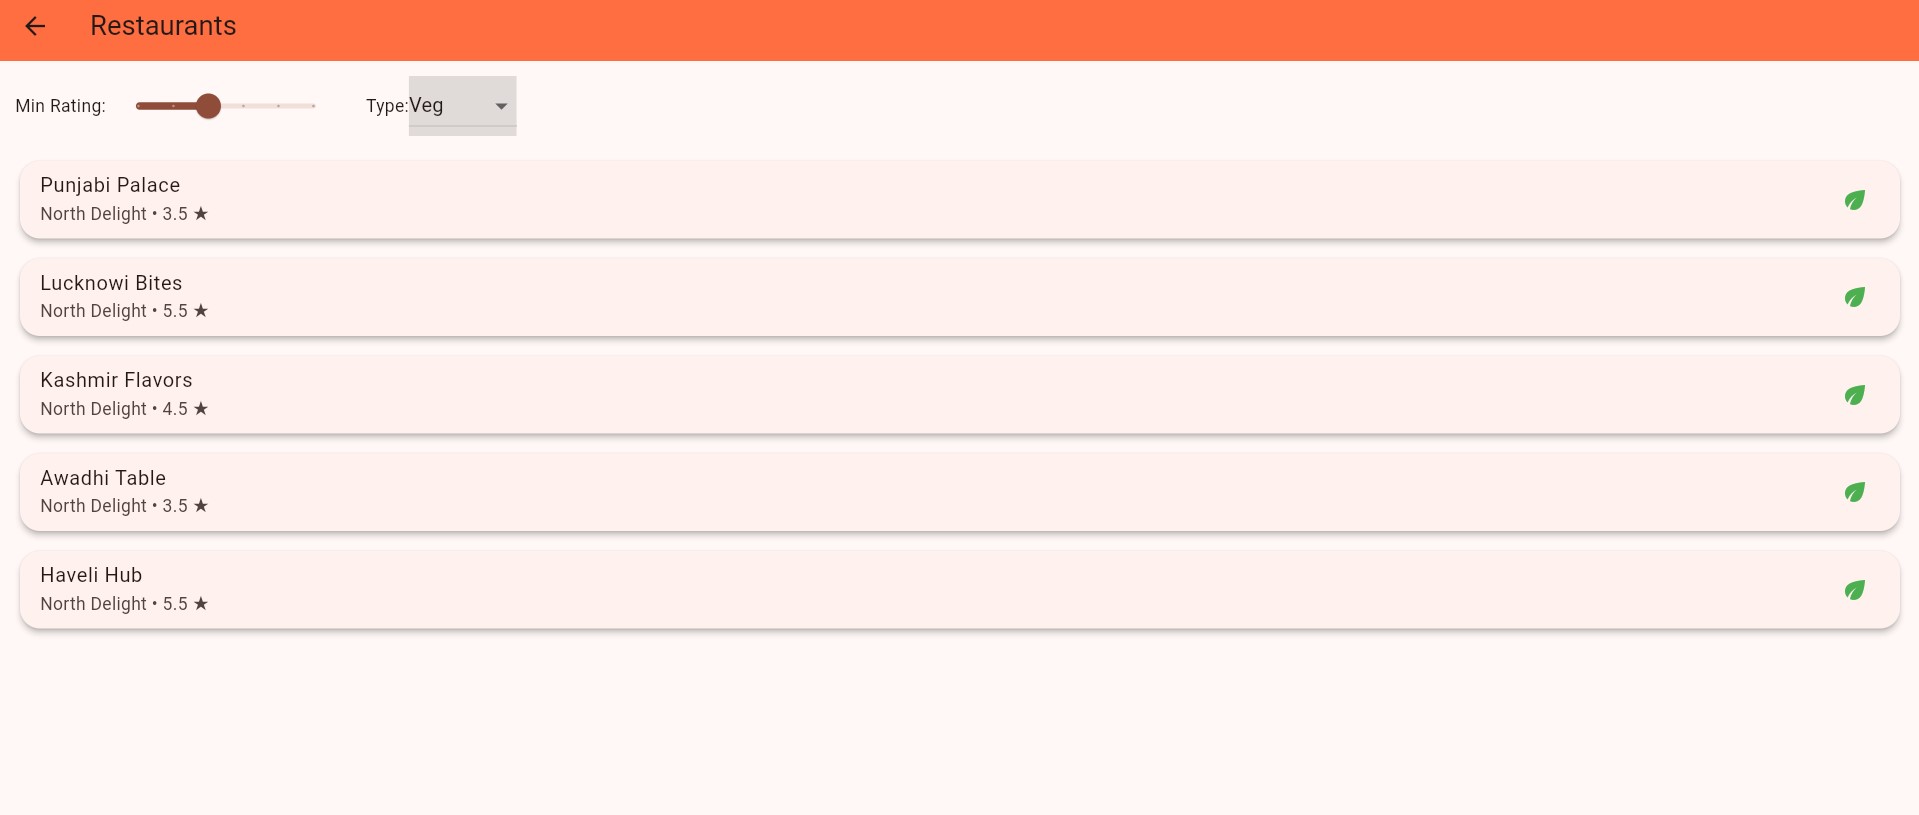 Restaurants
Min Rating: Type: Veg
Punjabi Palace
North Delight • 3.5 ★
Lucknowi Bites
North Delight • 5.5 ★
Kashmir Flavors
North Delight • 4.5 ★
Awadhi Table
North Delight • 3.5 ★
Haveli Hub
North Delight • 5.5 ★